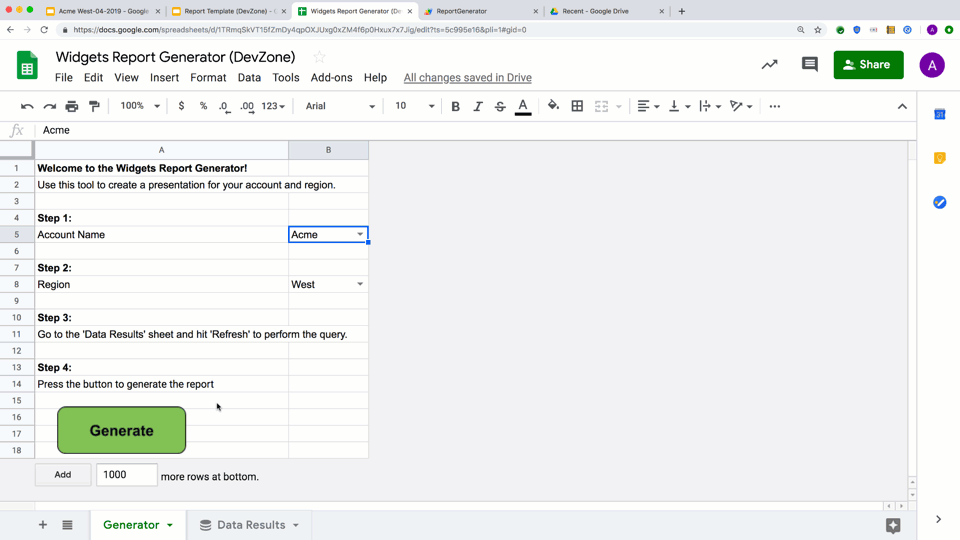 Acme West-04-2019 - Google
Report Template (DevZone) - G
Widgets Report Generator (De
ReportGenerator
Recent - Google Drive
https://docs.google.com/spreadsheets/d/1TRmqSkVT15fZmDy4qpOXJUxg0xZM4f6p0Hxux7x7Jig/edit?ts=5c995e16&pli=1#gid=0
A
Widgets Report Generator (DevZone)
File Edit View Insert Format Data Tools Add-ons Help All changes saved in Drive
Share
A
100% $ % .0 .00 123 Arial 10 B I S A
fx Acme
A B
1 Welcome to the Widgets Report Generator!
2 Use this tool to create a presentation for your account and region.
3
4 Step 1:
5 Account Name Acme
6
7 Step 2:
8 Region West
9
10 Step 3:
11 Go to the 'Data Results' sheet and hit 'Refresh' to perform the query.
12
13 Step 4:
14 Press the button to generate the report
15
16
17 Generate
18
Add 1000 more rows at bottom.
Generator Data Results